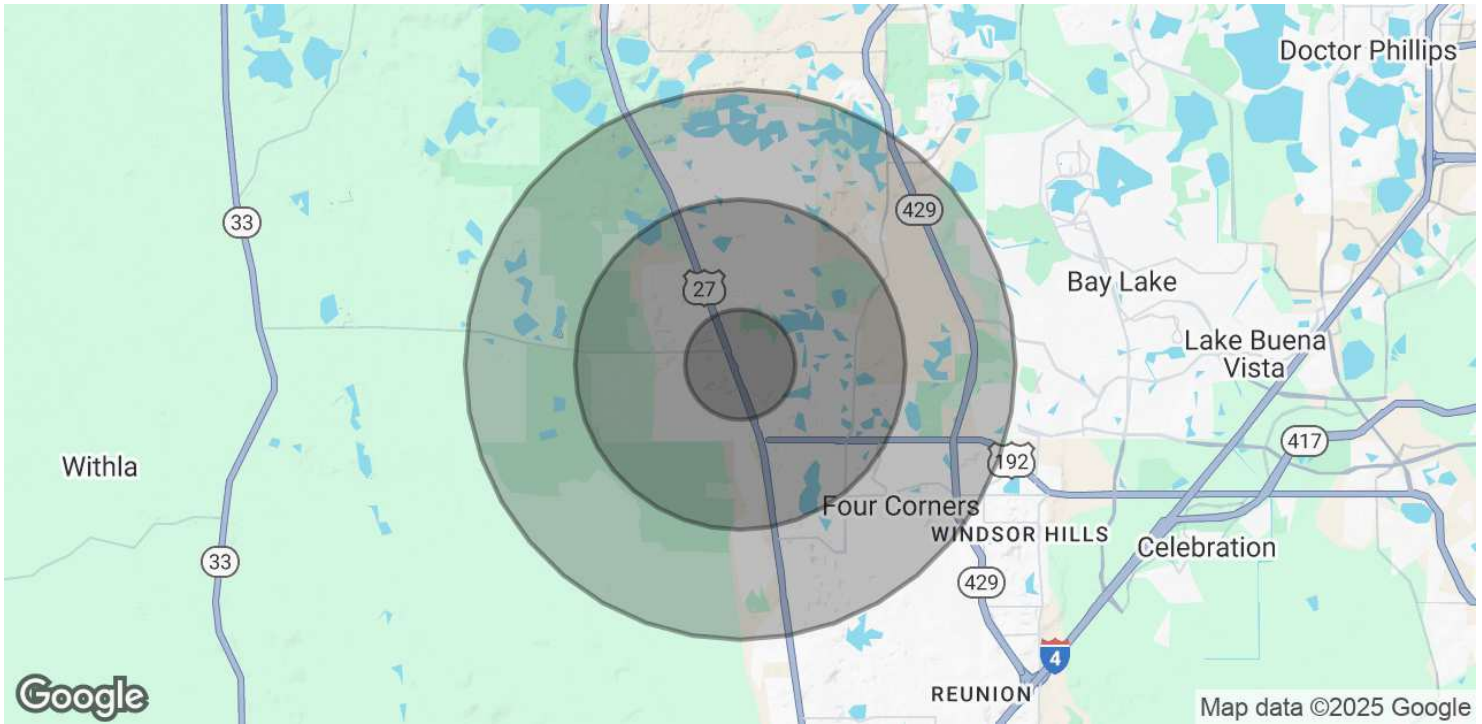 Doctor Phillips
33
429
27
Bay Lake
Lake Buena
Vista
417
Withla
192
Four Corners
WINDSOR HILLS
Celebration
33
429
4
REUNION
Google
Map data ©2025 Google